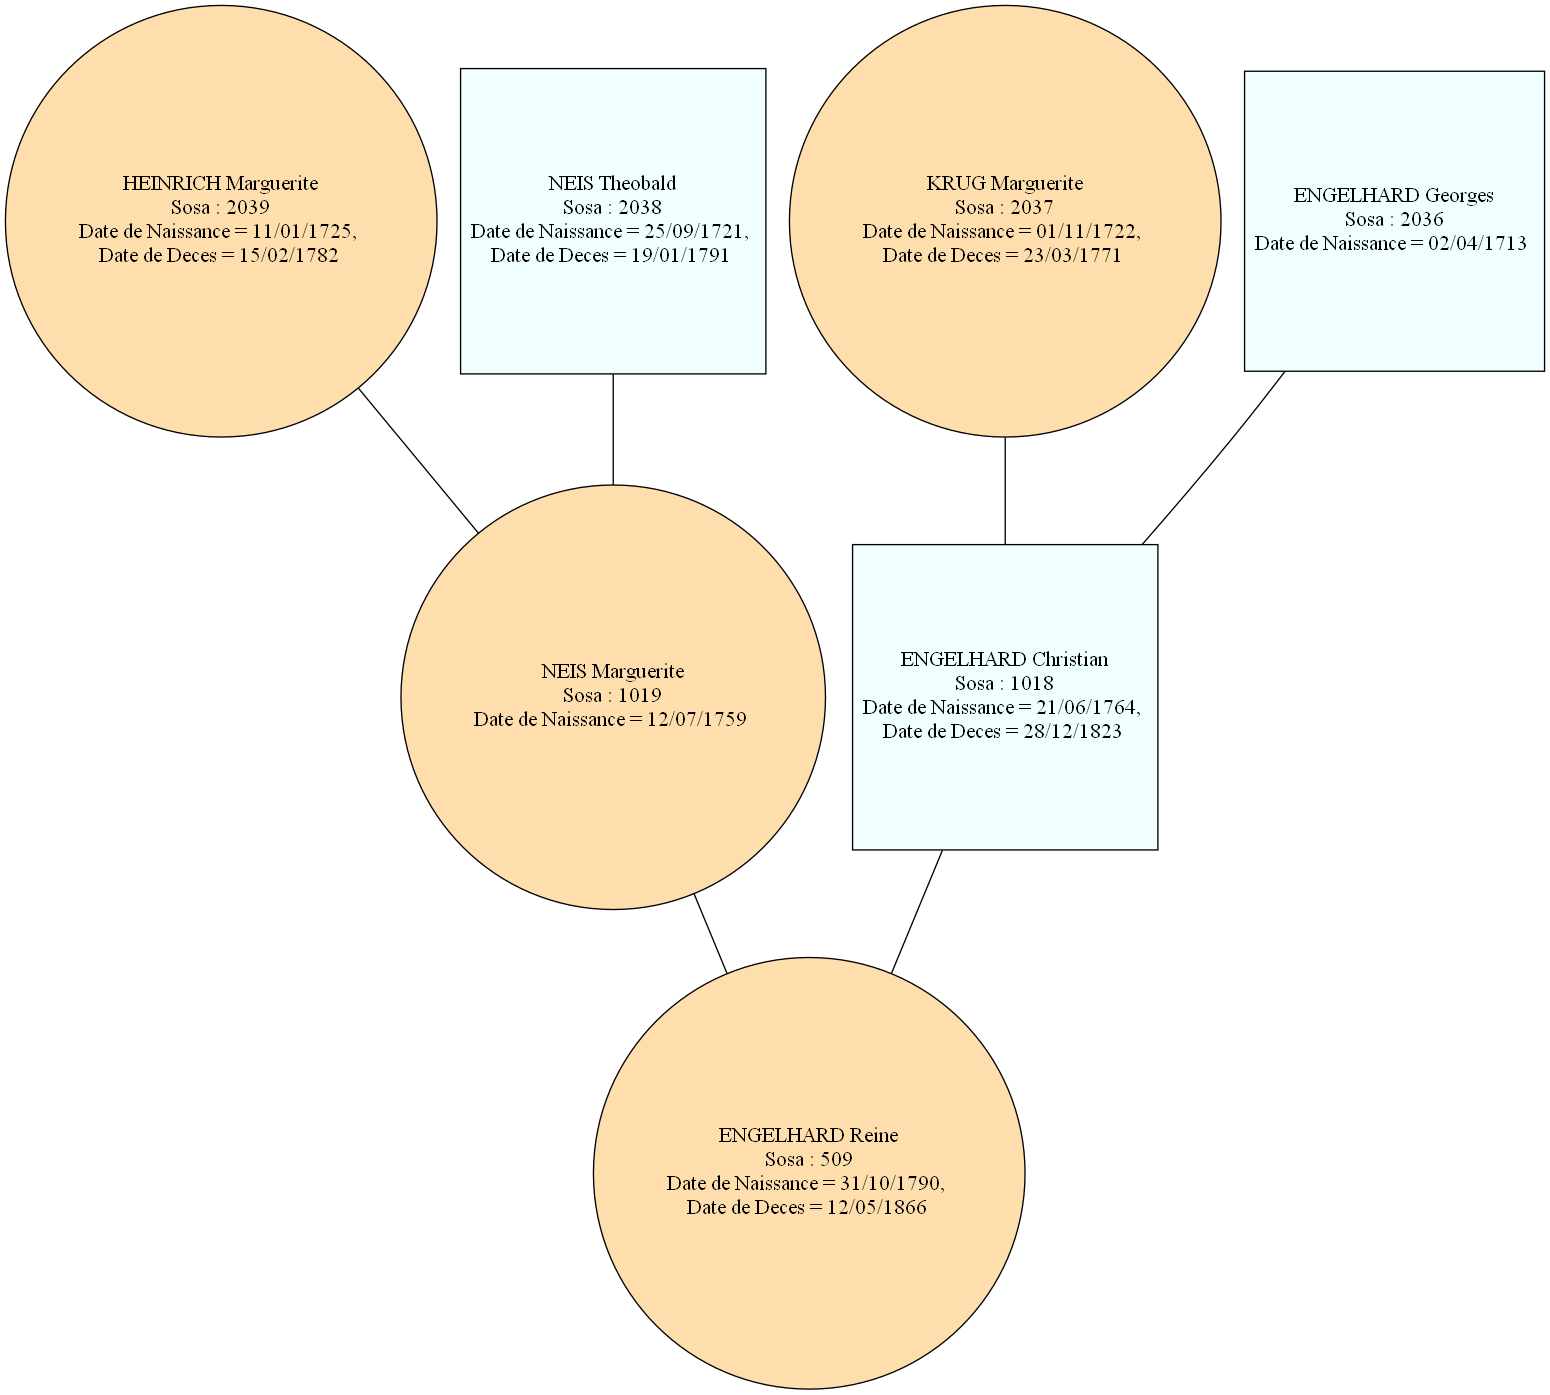 HEINRICH Marguerite
Sosa : 2039
Date de Naissance = 11/01/1725,
Date de Deces = 15/02/1782
NEIS Theobald
Sosa : 2038
Date de Naissance = 25/09/1721,
Date de Deces = 19/01/1791
KRUG Marguerite
Sosa : 2037
Date de Naissance = 01/11/1722,
Date de Deces = 23/03/1771
ENGELHARD Georges
Sosa : 2036
Date de Naissance = 02/04/1713
NEIS Marguerite
Sosa : 1019
Date de Naissance = 12/07/1759
ENGELHARD Christian
Sosa : 1018
Date de Naissance = 21/06/1764,
Date de Deces = 28/12/1823
ENGELHARD Reine
Sosa : 509
Date de Naissance = 31/10/1790,
Date de Deces = 12/05/1866